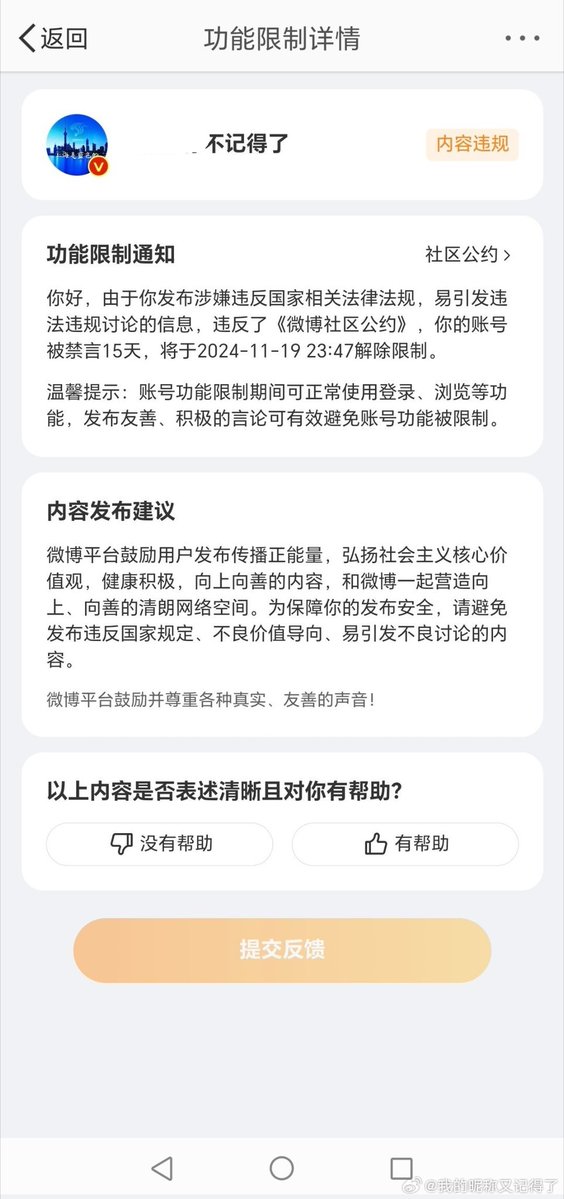 返回
功能限制详情
不记得了
内容违规
功能限制通知
社区公约
你好，由于你发布涉嫌违反国家相关法律法规，易引发违
法违规讨论的信息，违反了《微博社区公约》，你的账号
被禁言15天，将于2024-11-19 23:47解除限制。
温馨提示：账号功能限制期间可正常使用登录、浏览等功
能，发布友善、积极的言论可有效避免账号功能被限制。
内容发布建议
微博平台鼓励用户发布传播正能量，弘扬社会主义核心价
值观，健康积极，向上向善的内容，和微博一起营造向
上、向善的清朗网络空间。为保障你的发布安全，请避免
发布违反国家规定、不良价值导向、易引发不良讨论的内
容。
微博平台鼓励并尊重各种真实、友善的声音！
以上内容是否表述清晰且对你有帮助？
没有帮助
有帮助
提交反馈
@我的昵称又记得了